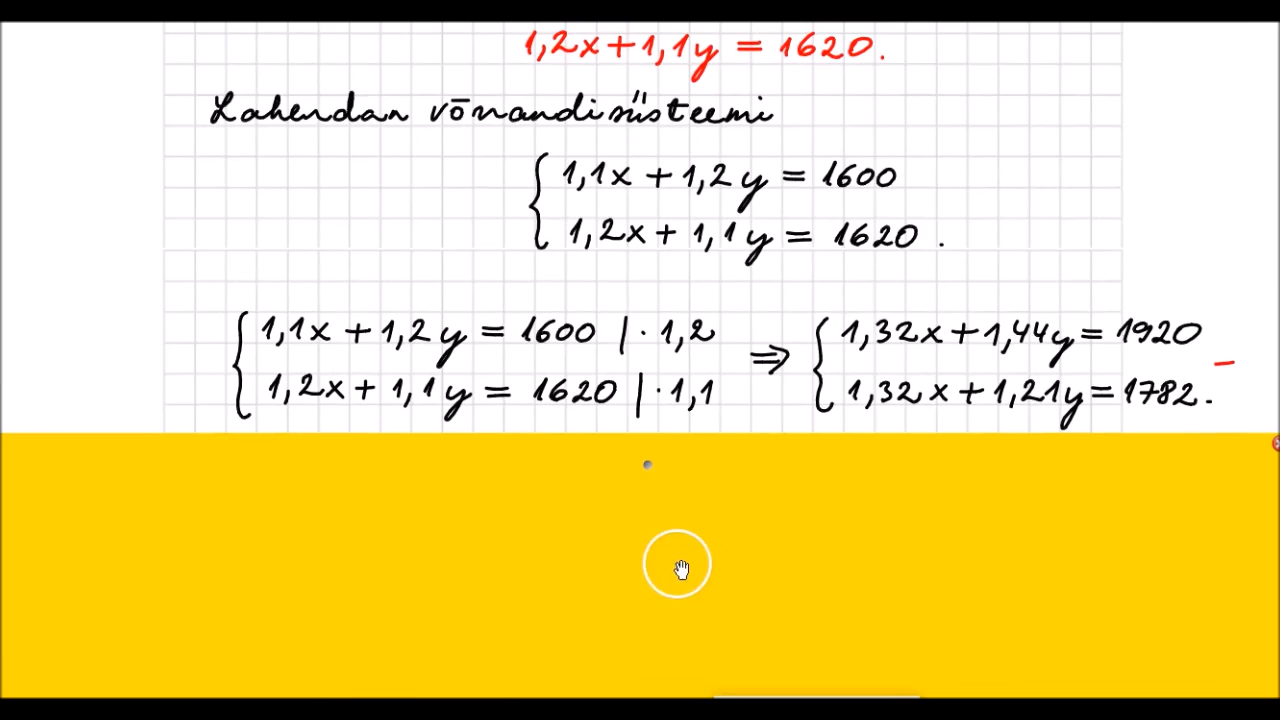 1,2x + 1,1y = 1620.
Lahendan võrrandisüsteemi
1,1x + 1,2y = 1600
1,2x + 1,1y = 1620.
{ 1,1x + 1,2y = 1600 | · 1,2 ⇒ { 1,32x + 1,44y = 1920 −
1,2x + 1,1y = 1620 | · 1,1 1,32x + 1,21y = 1782.